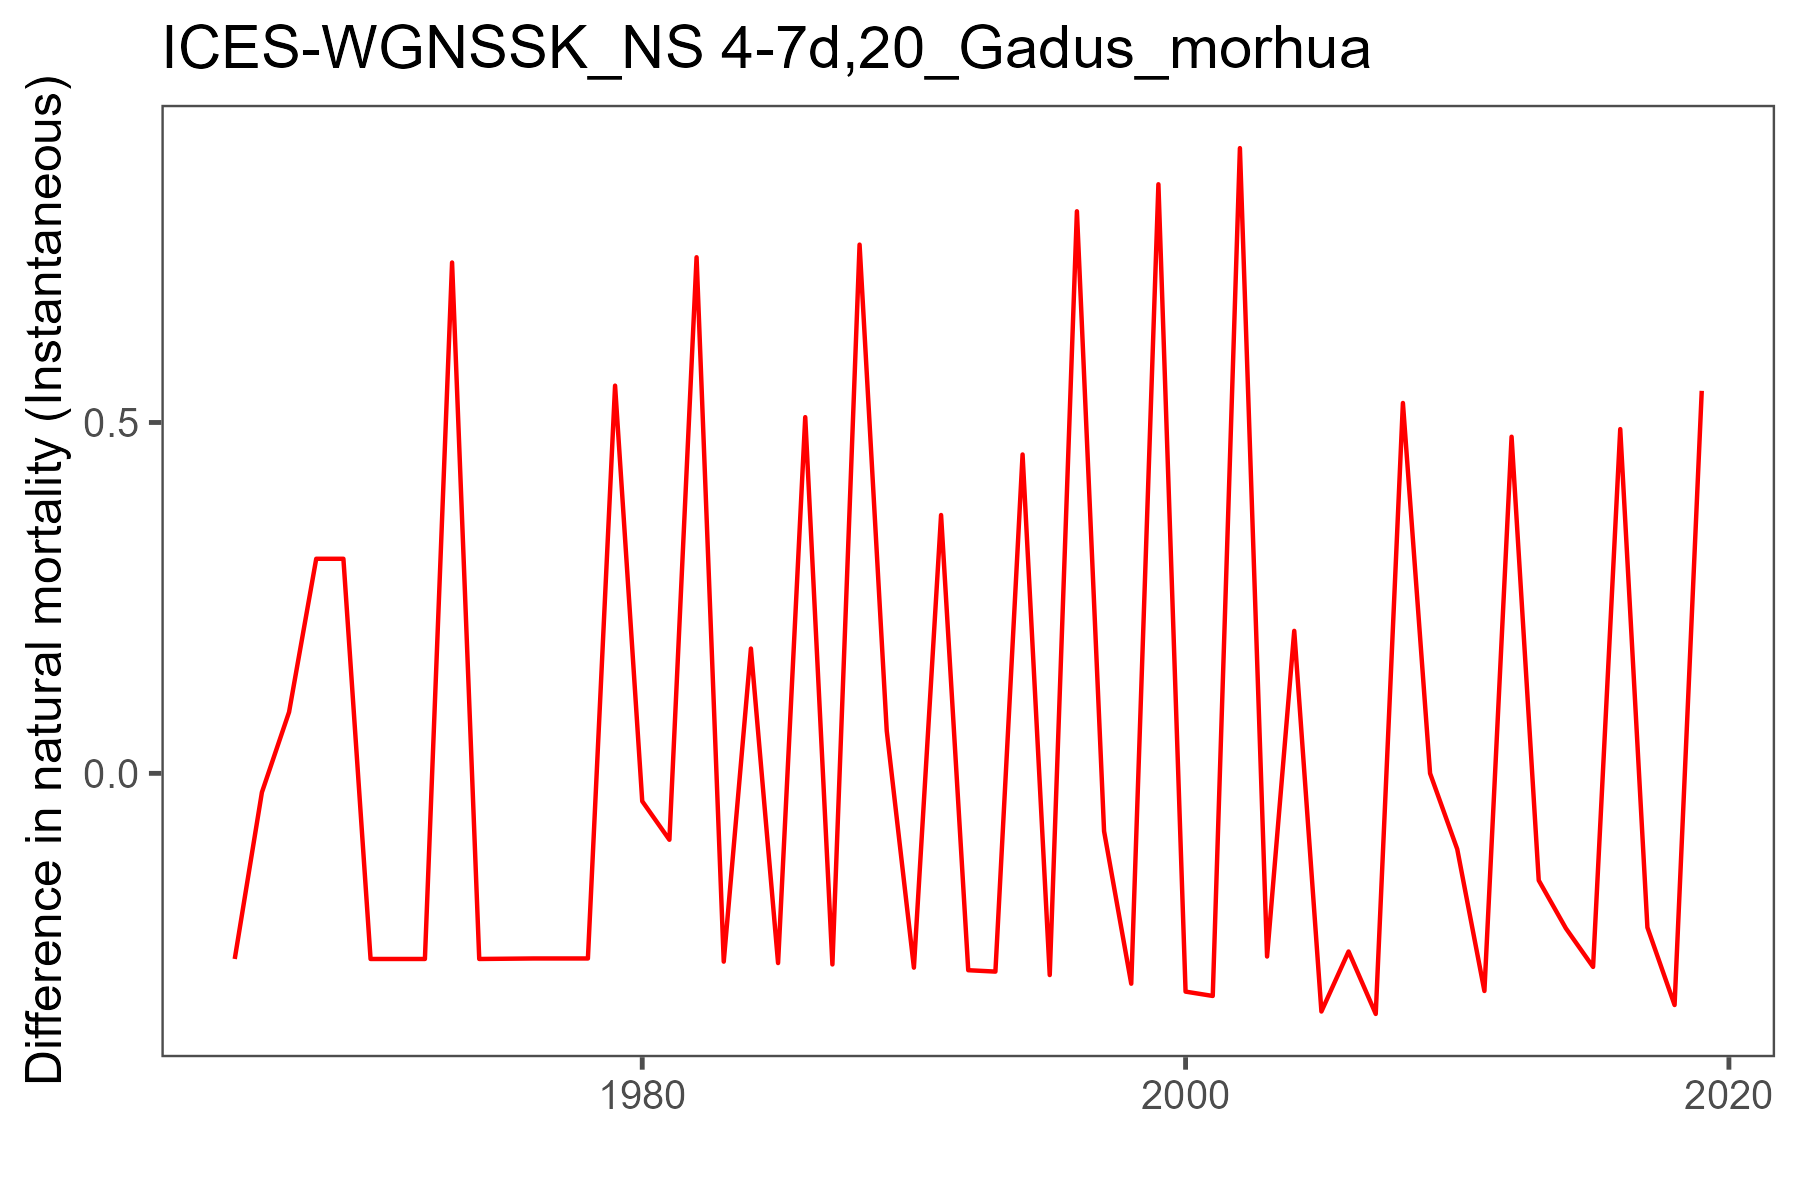 ICES-WGNSSK_NS 4-7d,20_Gadus_morhua
Difference in natural mortality (Instantaneous)
0.5
0.0
1980
2000
2020